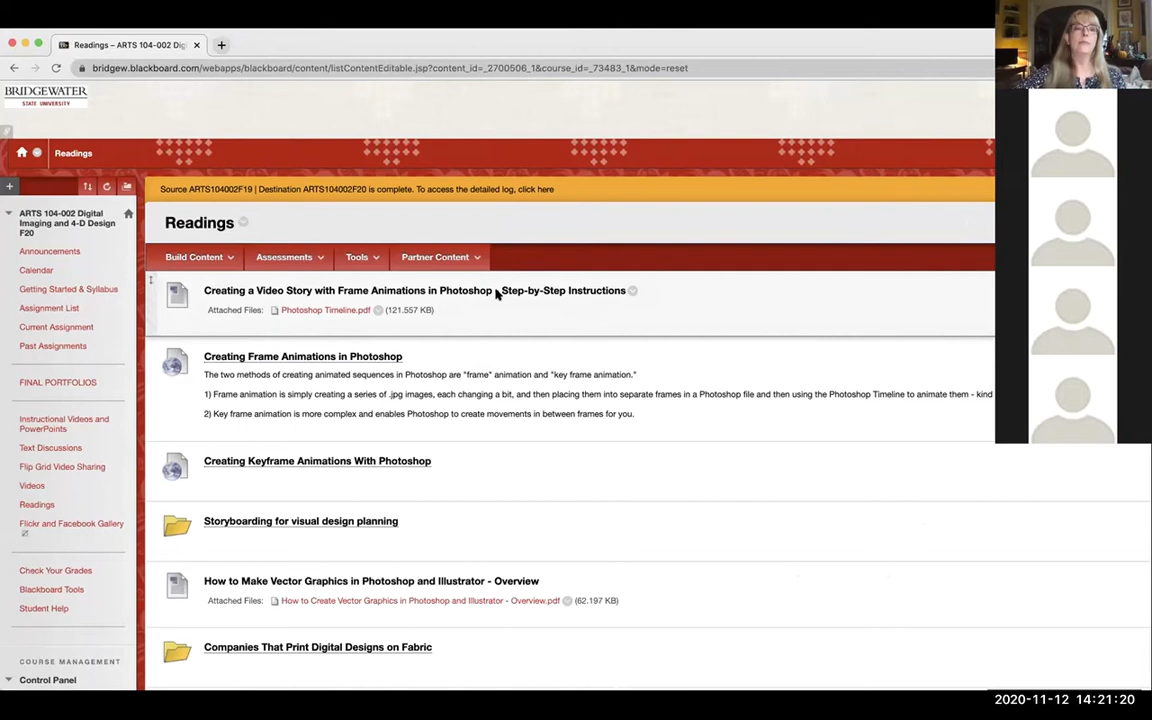 Readings – ARTS 104-002 Dig
bridgew.blackboard.com/webapps/blackboard/content/listContentEditable.jsp?content_id=_2700506_1&course_id=_73483_1&mode=reset
BRIDGEWATER
STATE UNIVERSITY
Readings
Source ARTS104002F19 | Destination ARTS104002F20 is complete. To access the detailed log, click here
ARTS 104-002 Digital
Imaging and 4-D Design
F20
Announcements
Calendar
Getting Started & Syllabus
Assignment List
Current Assignment
Past Assignments
FINAL PORTFOLIOS
Instructional Videos and
PowerPoints
Text Discussions
Flip Grid Video Sharing
Videos
Readings
Flickr and Facebook Gallery
Check Your Grades
Blackboard Tools
Student Help
COURSE MANAGEMENT
Control Panel
Readings
Build Content
Assessments
Tools
Partner Content
Creating a Video Story with Frame Animations in Photoshop - Step-by-Step Instructions
Attached Files: Photoshop Timeline.pdf (121.557 KB)
Creating Frame Animations in Photoshop
The two methods of creating animated sequences in Photoshop are "frame" animation and "key frame animation."
1) Frame animation is simply creating a series of .jpg images, each changing a bit, and then placing them into separate frames in a Photoshop file and then using the Photoshop Timeline to animate them - kind
2) Key frame animation is more complex and enables Photoshop to create movements in between frames for you.
Creating Keyframe Animations With Photoshop
Storyboarding for visual design planning
How to Make Vector Graphics in Photoshop and Illustrator - Overview
Attached Files: How to Create Vector Graphics in Photoshop and Illustrator - Overview.pdf (62.197 KB)
Companies That Print Digital Designs on Fabric
2020-11-12 14:21:20